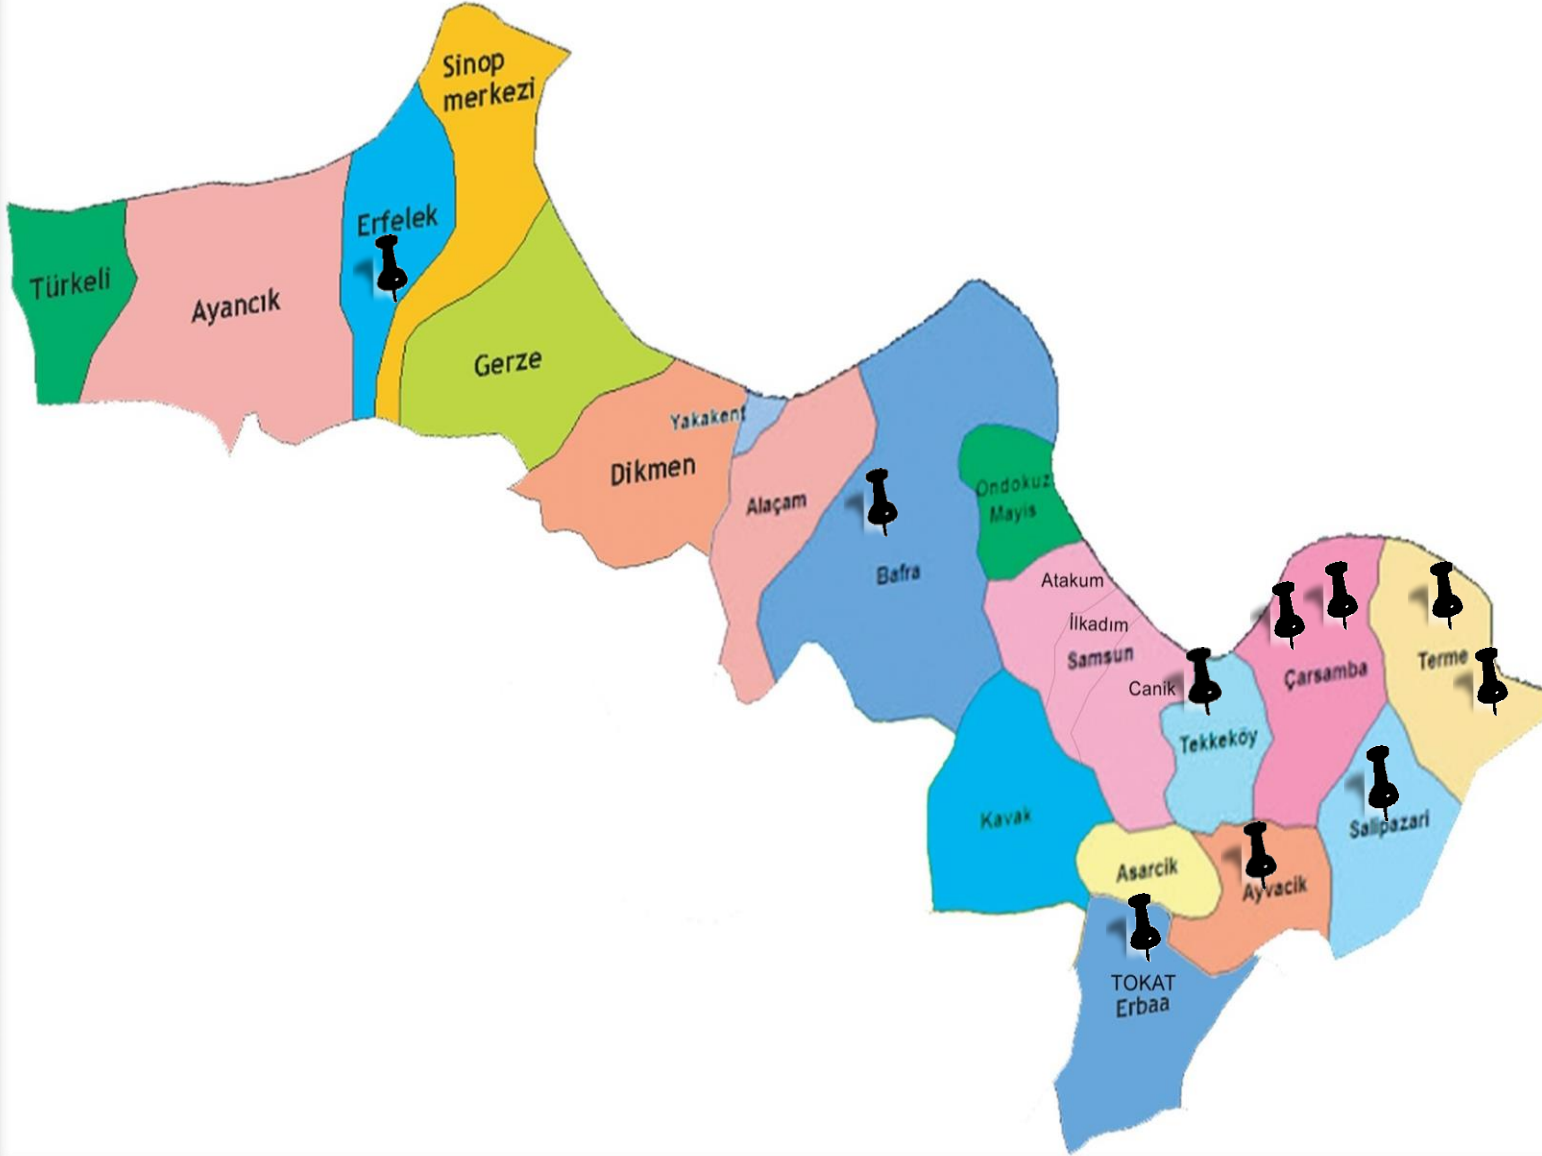 Sinop
merkezi
Erfelek
Türkeli
Ayancık
Gerze
Yakakent
Dikmen
Alaçam
Ondokuz
Mayis
Bafra
Atakum
İlkadım
Samsun
Canik
Çarsamba
Terme
Tekkeköy
Kavak
Salipazari
Asarcik
Ayvacik
TOKAT
Erbaa